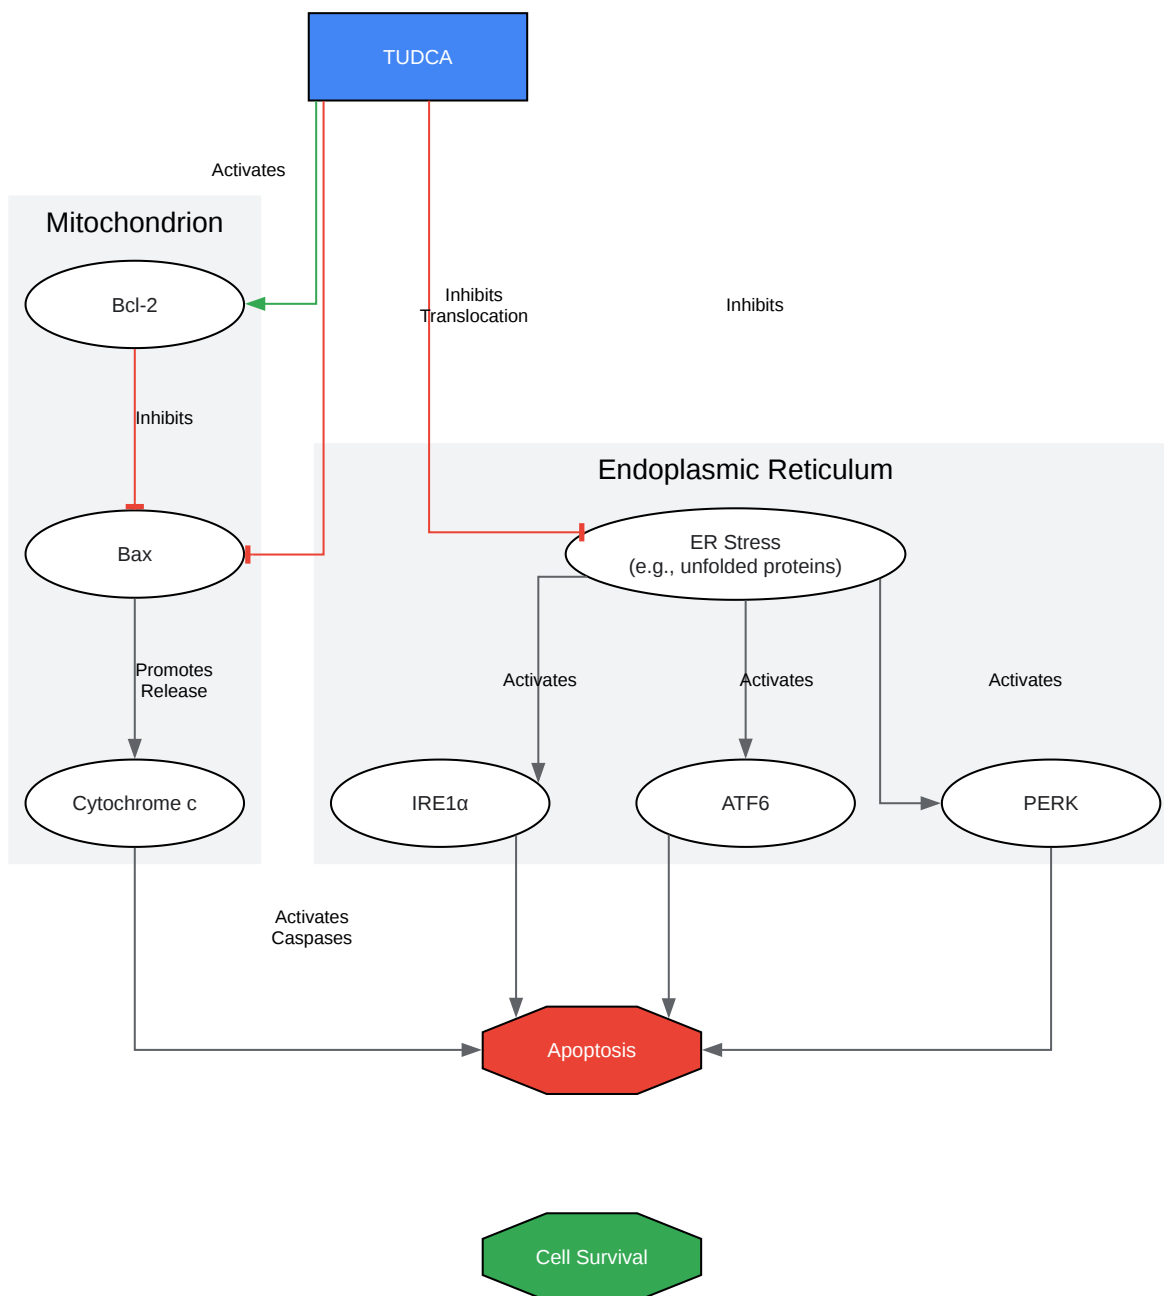 TUDCA
Activates
Mitochondrion
Bcl-2
Inhibits
Translocation
Inhibits
Inhibits
Endoplasmic Reticulum
Bax
ER Stress
(e.g., unfolded proteins)
Promotes
Release
Activates
Activates
Activates
Cytochrome c
IRE1α
ATF6
PERK
Activates
Caspases
Apoptosis
Cell Survival